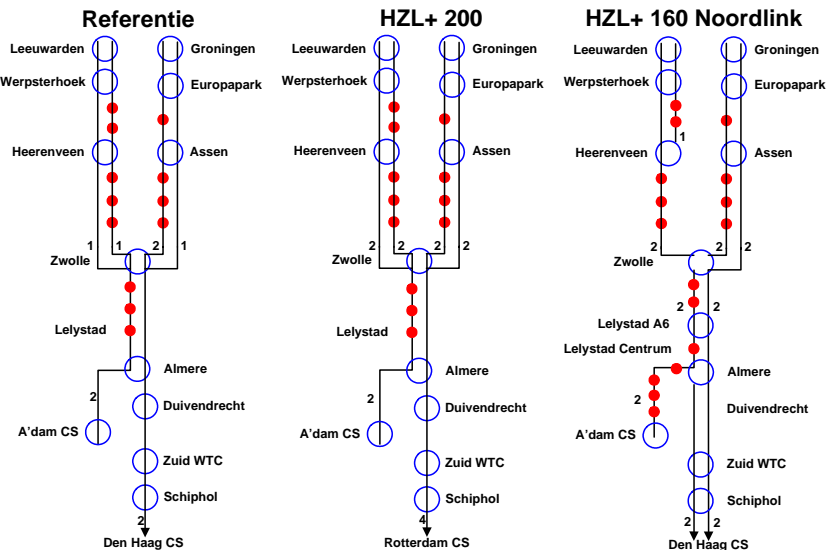 Referentie
Leeuwarden
Groningen
Werpsterhoek
Europapark
Heerenveen
Assen
1
1
2
1
Zwolle
Lelystad
Almere
2
Duivendrecht
A'dam CS
Zuid WTC
Schiphol
2
Den Haag CS
HZL+ 200
Leeuwarden
Groningen
Werpsterhoek
Europapark
Heerenveen
Assen
2
2
2
2
Zwolle
Lelystad
Almere
2
Duivendrecht
A'dam CS
Zuid WTC
Schiphol
4
Rotterdam CS
HZL+ 160 Noordlink
Leeuwarden
Groningen
Werpsterhoek
Europapark
1
Heerenveen
Assen
2
2
2
Zwolle
2
2
Lelystad A6
Lelystad Centrum
Almere
2
Duivendrecht
A'dam CS
Zuid WTC
Schiphol
2
2
Den Haag CS